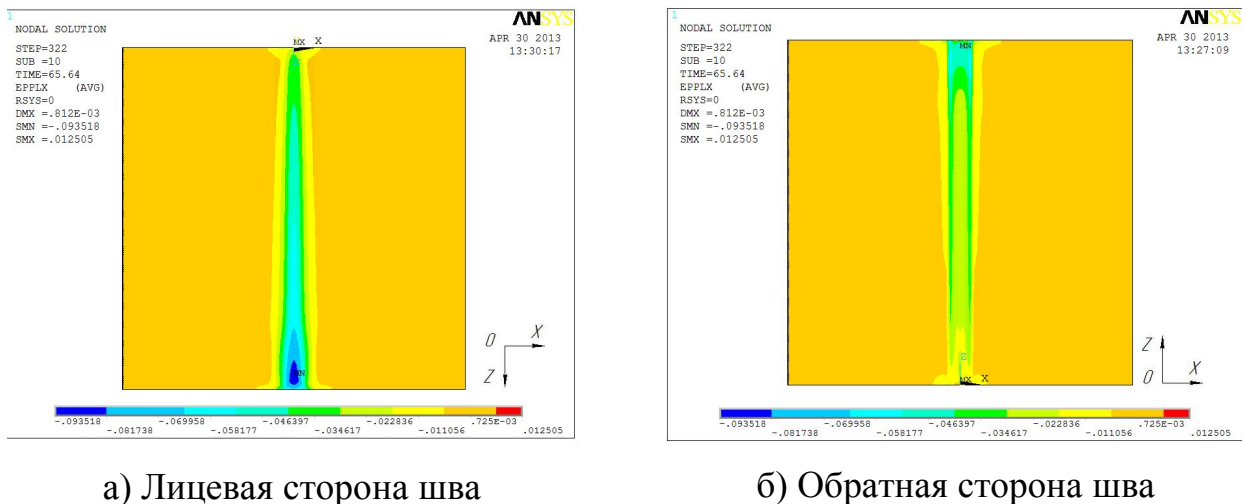 1
ANSYS
NODAL SOLUTION
APR 30 2013
13:30:17
STEP=322
SUB =10
TIME=65.64
EPPLX (AVG)
RSYS=0
DMX =.812E-03
SMN =-.093518
SMX =.012505
MX X
MN
O X
Z
-.093518 -.069958 -.046397 -.022836 .725E-03
-.081738 -.058177 -.034617 -.011056 .012505
а) Лицевая сторона шва
1
ANSYS
NODAL SOLUTION
APR 30 2013
13:27:09
STEP=322
SUB =10
TIME=65.64
EPPLX (AVG)
RSYS=0
DMX =.812E-03
SMN =-.093518
SMX =.012505
MN
Z
MX X
Z
O X
-.093518 -.069958 -.046397 -.022836 .725E-03
-.081738 -.058177 -.034617 -.011056 .012505
б) Обратная сторона шва